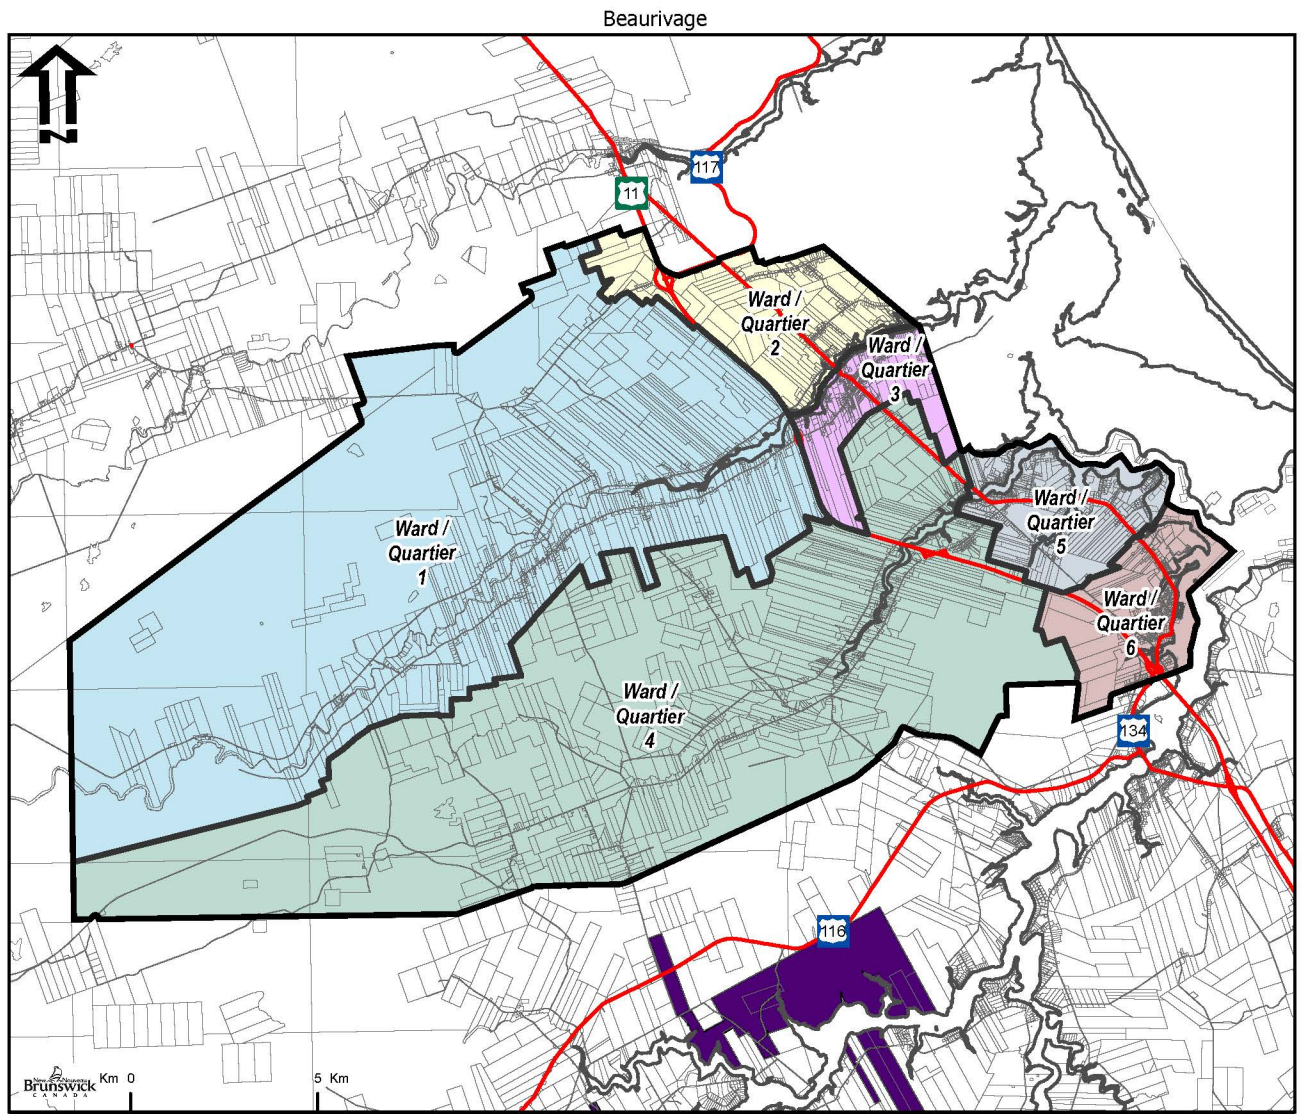 Beaurivage
N
117
11
Ward /
Quartier
2
Ward /
Quartier
3
Ward /
Quartier
1
Ward /
Quartier
5
Ward /
Quartier
6
Ward /
Quartier
4
134
116
New Nouveau
Brunswick
CANADA
Km 0
5 Km